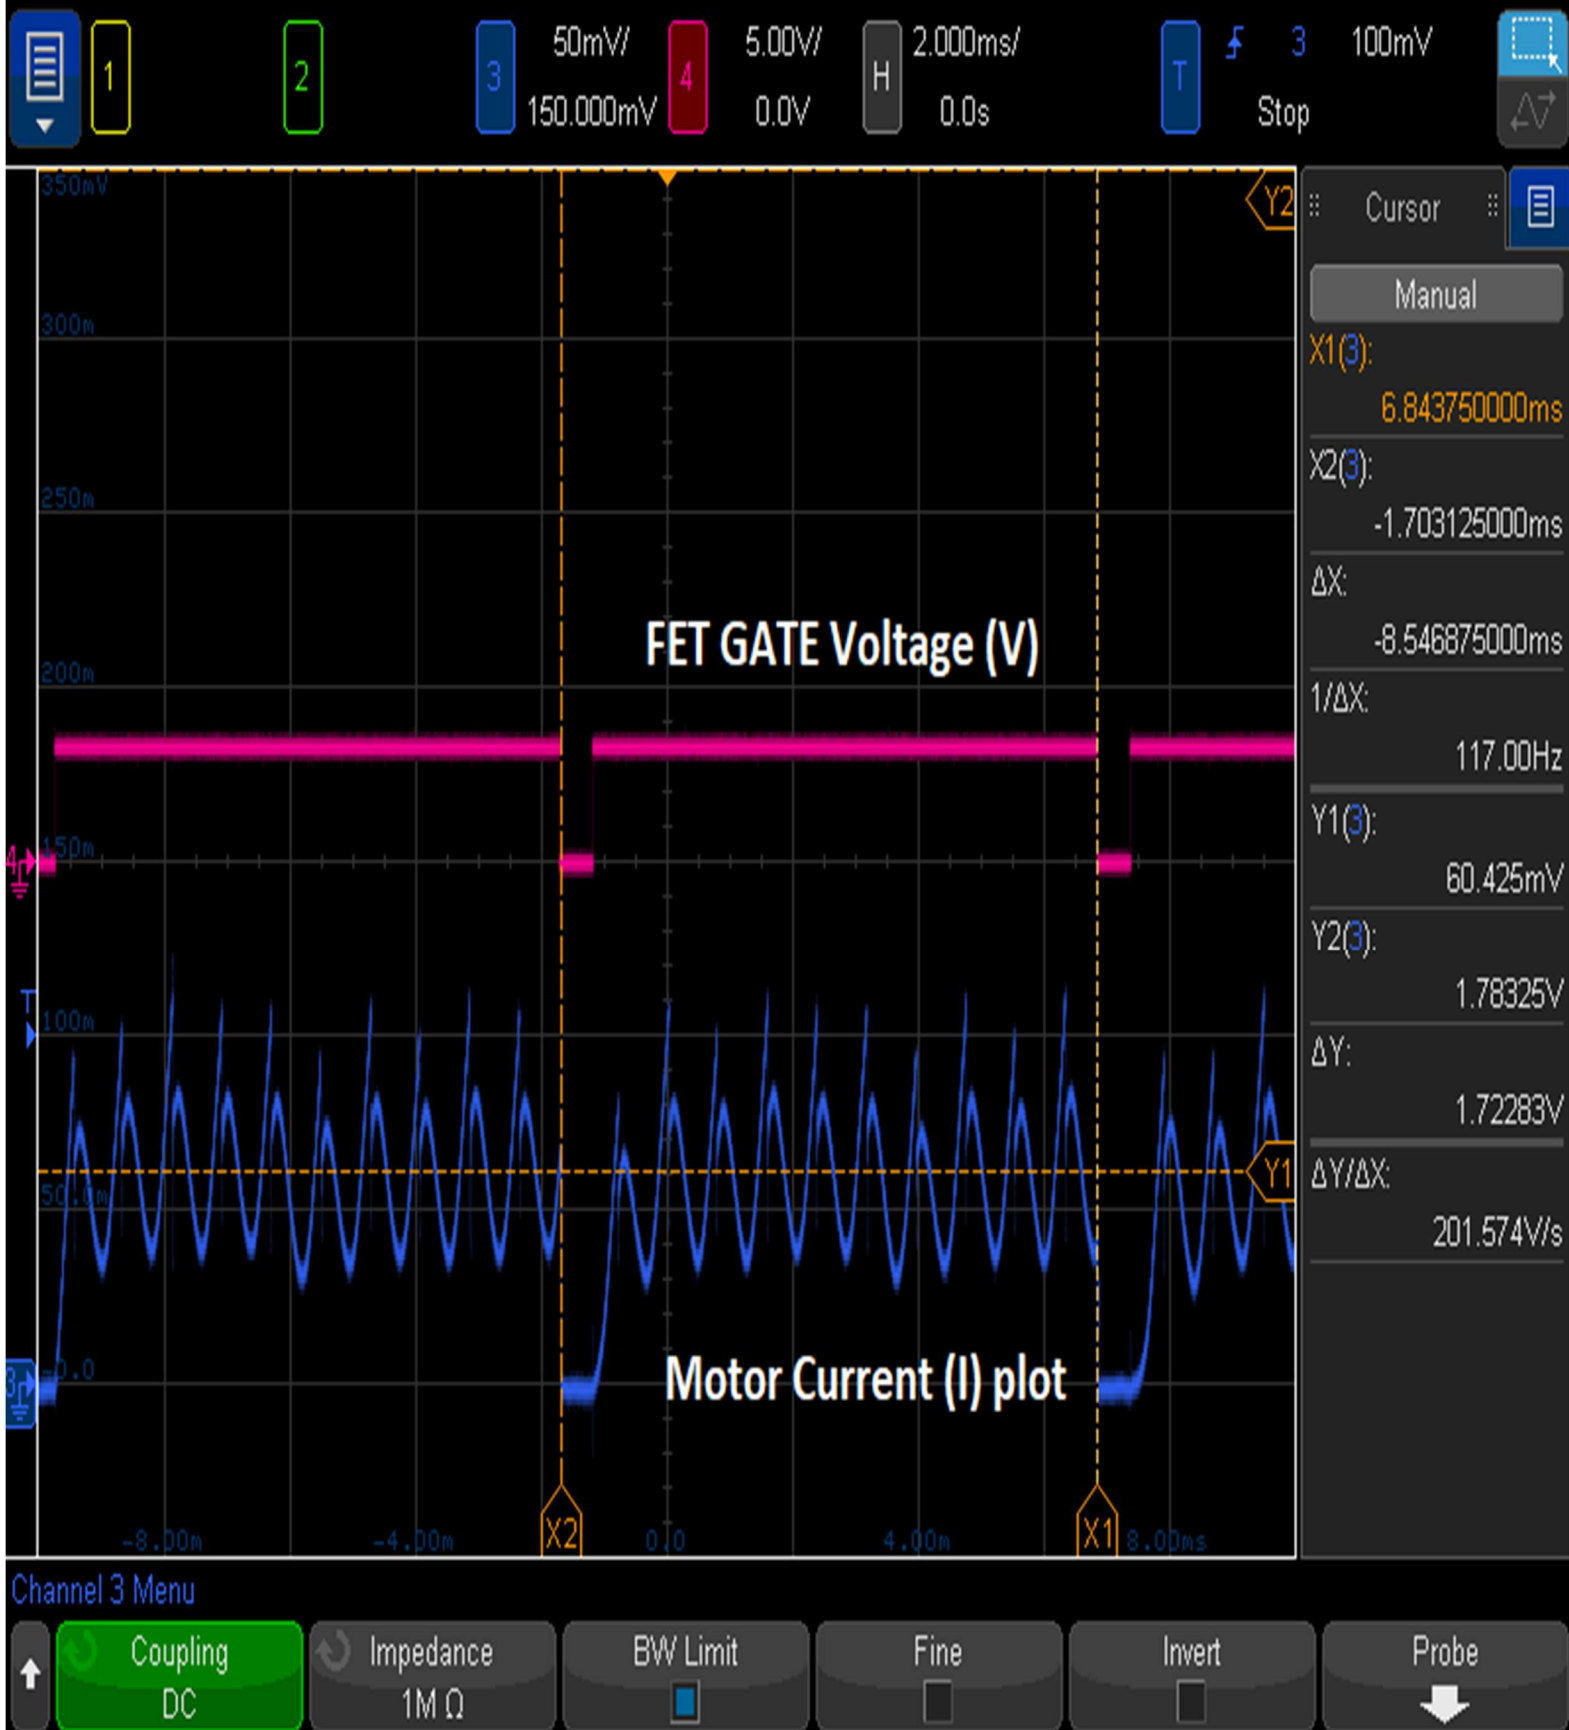 1
2
3
50mV/
150.000mV
4
5.00V/
0.0V
H
2.000ms/
0.0s
T
3
100mV
Stop
350mV
300m
250m
200m
150m
100m
50.0m
-0.0
Y2
FET GATE Voltage (V)
4
T
Y1
3
Motor Current (I) plot
X2
X1
-8.00m
-4.00m
0.0
4.00m
8.00ms
Cursor
Manual
X1(3):
6.843750000ms
X2(3):
-1.703125000ms
ΔX:
-8.546875000ms
1/ΔX:
117.00Hz
Y1(3):
60.425mV
Y2(3):
1.78325V
ΔY:
1.72283V
ΔY/ΔX:
201.574V/s
Channel 3 Menu
Coupling
DC
Impedance
1M Ω
BW Limit
Fine
Invert
Probe